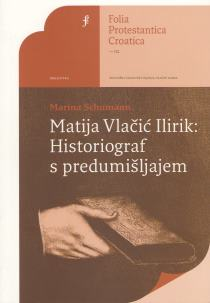 f
Folia
Protestantica
Croatica
Marina Schumann
Matija Vlačić Ilirik:
Historiograf
s predumišljajem